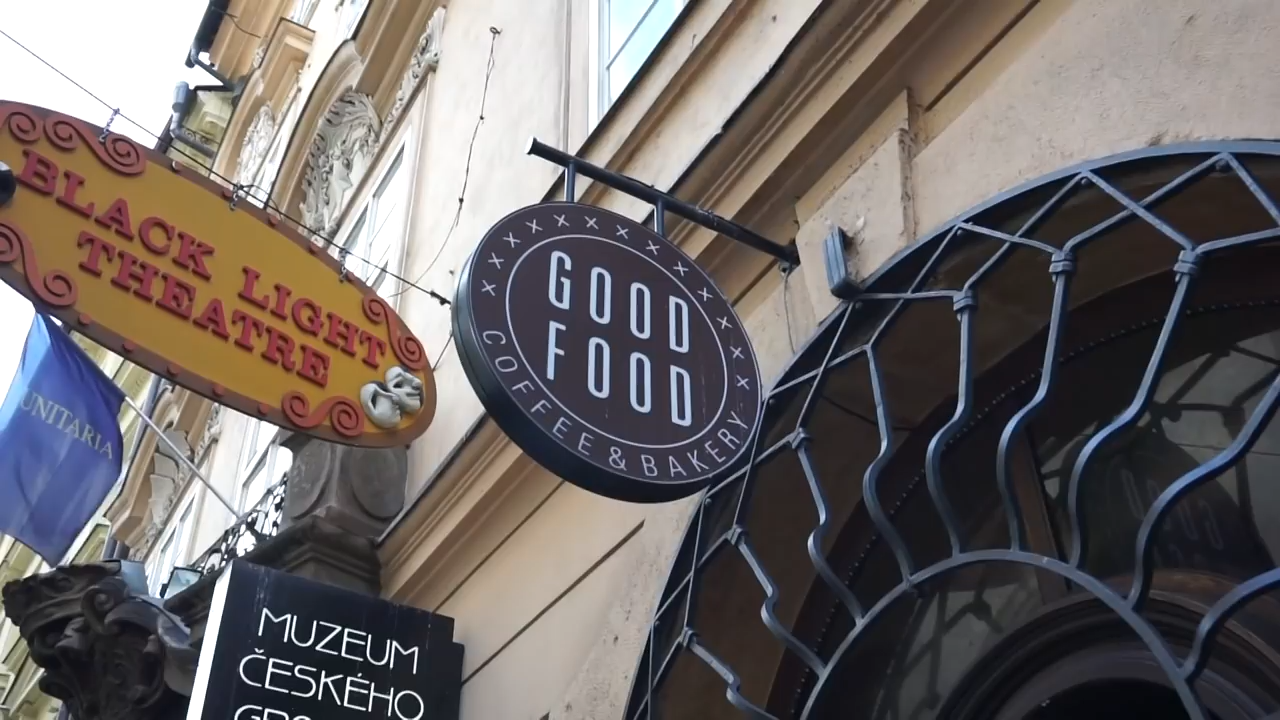 BLACK LIGHT
THEATRE
UNITARIA
GOOD
FOOD
COFFEE & BAKERY
MUZEUM
ČESKÉHO